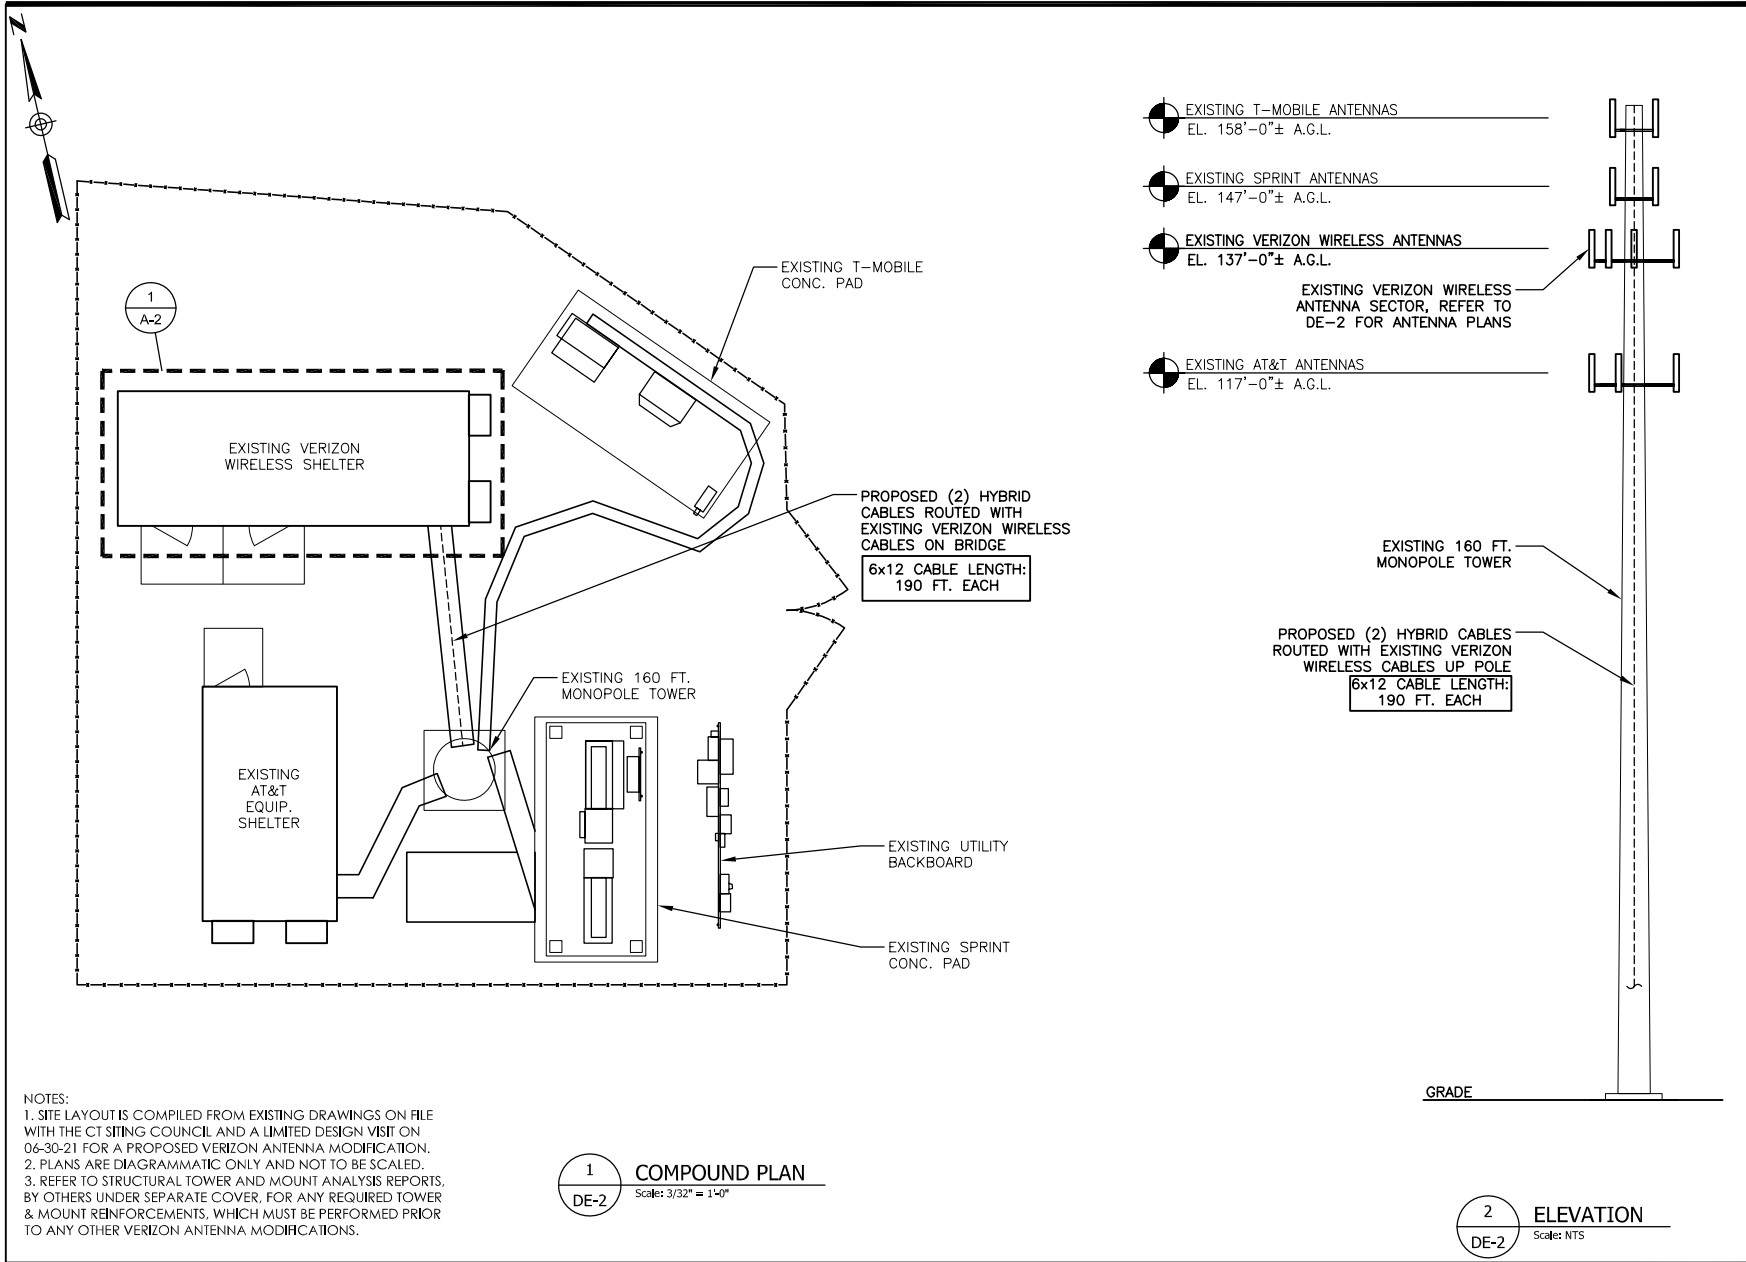 N
EXISTING T-MOBILE ANTENNAS
EL. 158'-0"± A.G.L.
EXISTING SPRINT ANTENNAS
EL. 147'-0"± A.G.L.
EXISTING VERIZON WIRELESS ANTENNAS
EL. 137'-0"± A.G.L.
EXISTING VERIZON WIRELESS
ANTENNA SECTOR, REFER TO
DE-2 FOR ANTENNA PLANS
EXISTING AT&T ANTENNAS
EL. 117'-0"± A.G.L.
EXISTING T-MOBILE
CONC. PAD
1
A-2
EXISTING VERIZON
WIRELESS SHELTER
PROPOSED (2) HYBRID
CABLES ROUTED WITH
EXISTING VERIZON WIRELESS
CABLES ON BRIDGE
6x12 CABLE LENGTH:
190 FT. EACH
EXISTING 160 FT.
MONOPOLE TOWER
PROPOSED (2) HYBRID CABLES
ROUTED WITH EXISTING VERIZON
WIRELESS CABLES UP POLE
6x12 CABLE LENGTH:
190 FT. EACH
EXISTING 160 FT.
MONOPOLE TOWER
EXISTING
AT&T
EQUIP.
SHELTER
EXISTING UTILITY
BACKBOARD
EXISTING SPRINT
CONC. PAD
GRADE
NOTES:
1. SITE LAYOUT IS COMPILED FROM EXISTING DRAWINGS ON FILE
WITH THE CT SITING COUNCIL AND A LIMITED DESIGN VISIT ON
06-30-21 FOR A PROPOSED VERIZON ANTENNA MODIFICATION.
2. PLANS ARE DIAGRAMMATIC ONLY AND NOT TO BE SCALED.
3. REFER TO STRUCTURAL TOWER AND MOUNT ANALYSIS REPORTS,
BY OTHERS UNDER SEPARATE COVER, FOR ANY REQUIRED TOWER
& MOUNT REINFORCEMENTS, WHICH MUST BE PERFORMED PRIOR
TO ANY OTHER VERIZON ANTENNA MODIFICATIONS.
1
DE-2
COMPOUND PLAN
Scale: 3/32" = 1'-0"
2
DE-2
ELEVATION
Scale: NTS